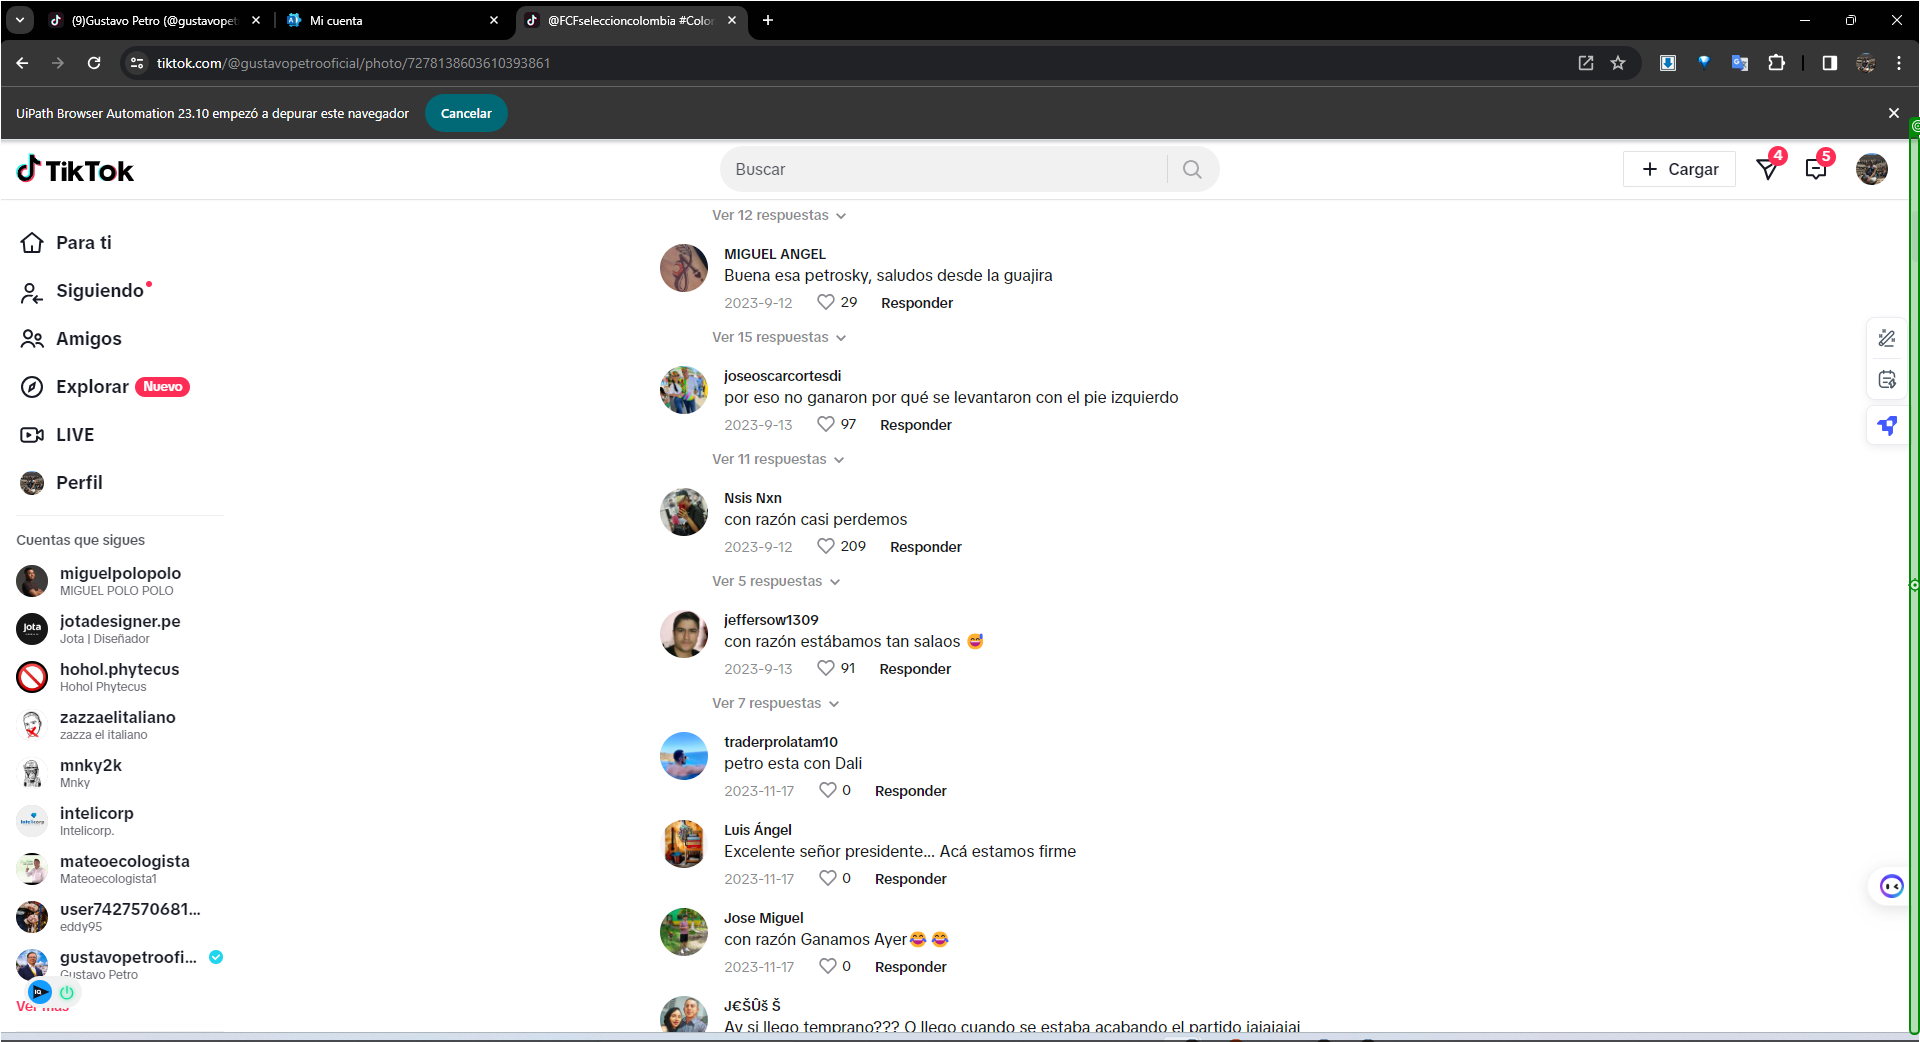 (9)Gustavo Petro (@gustavopet
Mi cuenta
@FCFseleccioncolombia #Color
tiktok.com/@gustavopetrooficial/photo/7278138603610393861
UiPath Browser Automation 23.10 empezó a depurar este navegador
Cancelar
TikTok
Buscar
Cargar
4
5
Para ti
Siguiendo
Amigos
Explorar
Nuevo
LIVE
Perfil
Cuentas que sigues
miguelpolopolo
MIGUEL POLO POLO
jotadesigner.pe
Jota | Diseñador
hohol.phytecus
Hohol Phytecus
zazzaelitaliano
zazza el italiano
mnky2k
Mnky
intelicorp
Intelicorp.
mateoecologista
Mateoecologista1
user7427570681...
eddy95
gustavopetroofi...
Gustavo Petro
Ver más
Ver 12 respuestas
MIGUEL ANGEL
Buena esa petrosky, saludos desde la guajira
2023-9-12 29 Responder
Ver 15 respuestas
joseoscarcortesdi
por eso no ganaron por qué se levantaron con el pie izquierdo
2023-9-13 97 Responder
Ver 11 respuestas
Nsis Nxn
con razón casi perdemos
2023-9-12 209 Responder
Ver 5 respuestas
jeffersow1309
con razón estábamos tan salaos 😅
2023-9-13 91 Responder
Ver 7 respuestas
traderprolatam10
petro esta con Dali
2023-11-17 0 Responder
Luis Ángel
Excelente señor presidente... Acá estamos firme
2023-11-17 0 Responder
Jose Miguel
con razón Ganamos Ayer😂 😂
2023-11-17 0 Responder
J€ŠÛš Š
Ay si llego temprano??? O llego cuando se estaba acabando el partido jajajajaj